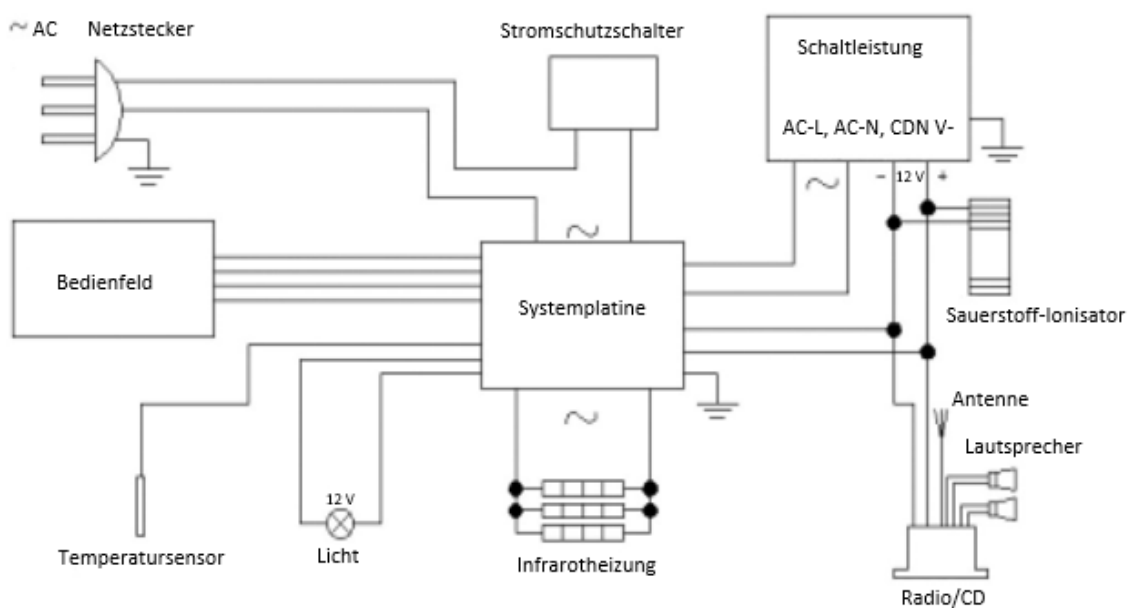 ~ AC Netzstecker
Stromschutzschalter
Schaltleistung
AC-L, AC-N, CDN V-
~
- 12 V +
Bedienfeld
~
Systemplatine
Sauerstoff-Ionisator
~
Antenne
Lautsprecher
12 V
Temperatursensor
Licht
Infrarotheizung
Radio/CD